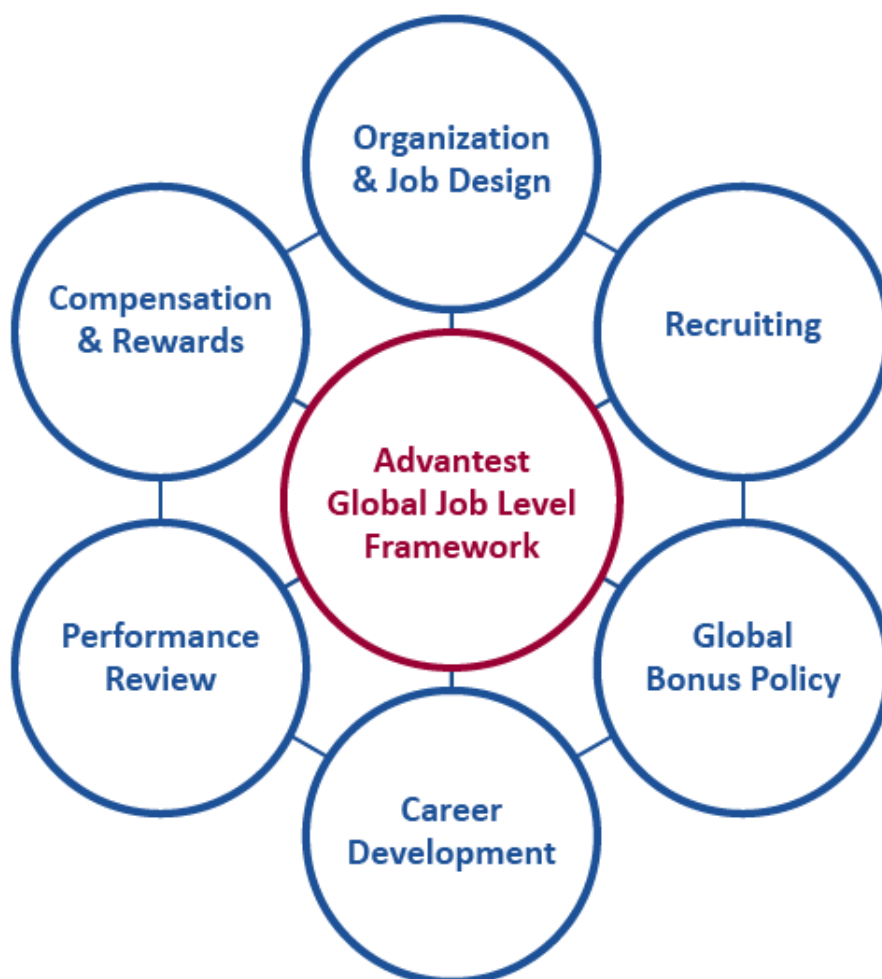 Organization
& Job Design
Compensation
& Rewards
Recruiting
Advantest
Global Job Level
Framework
Performance
Review
Global
Bonus Policy
Career
Development